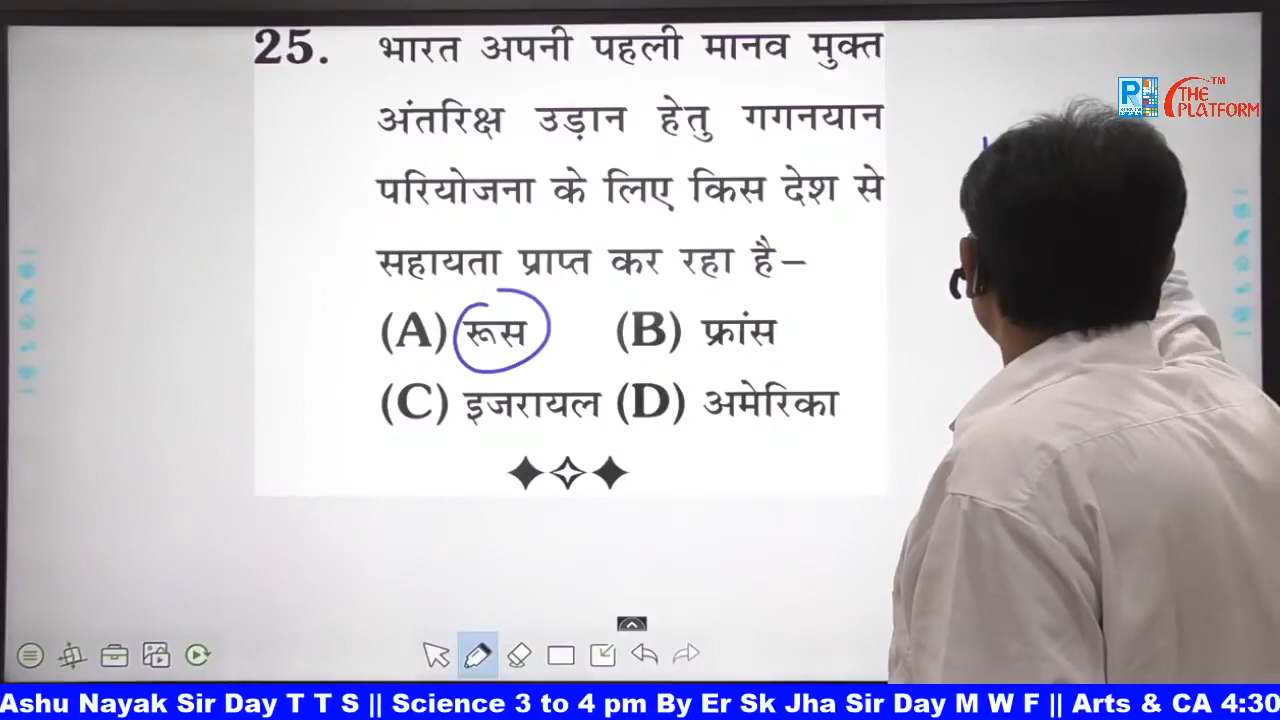 25. भारत अपनी पहली मानव मुक्त
अंतरिक्ष उड़ान हेतु गगनयान
परियोजना के लिए किस देश से
सहायता प्राप्त कर रहा है–
(A) रूस (B) फ्रांस
(C) इजरायल (D) अमेरिका
THE PLATFORM™
Ashu Nayak Sir Day T T S || Science 3 to 4 pm By Er Sk Jha Sir Day M W F || Arts & CA 4:30